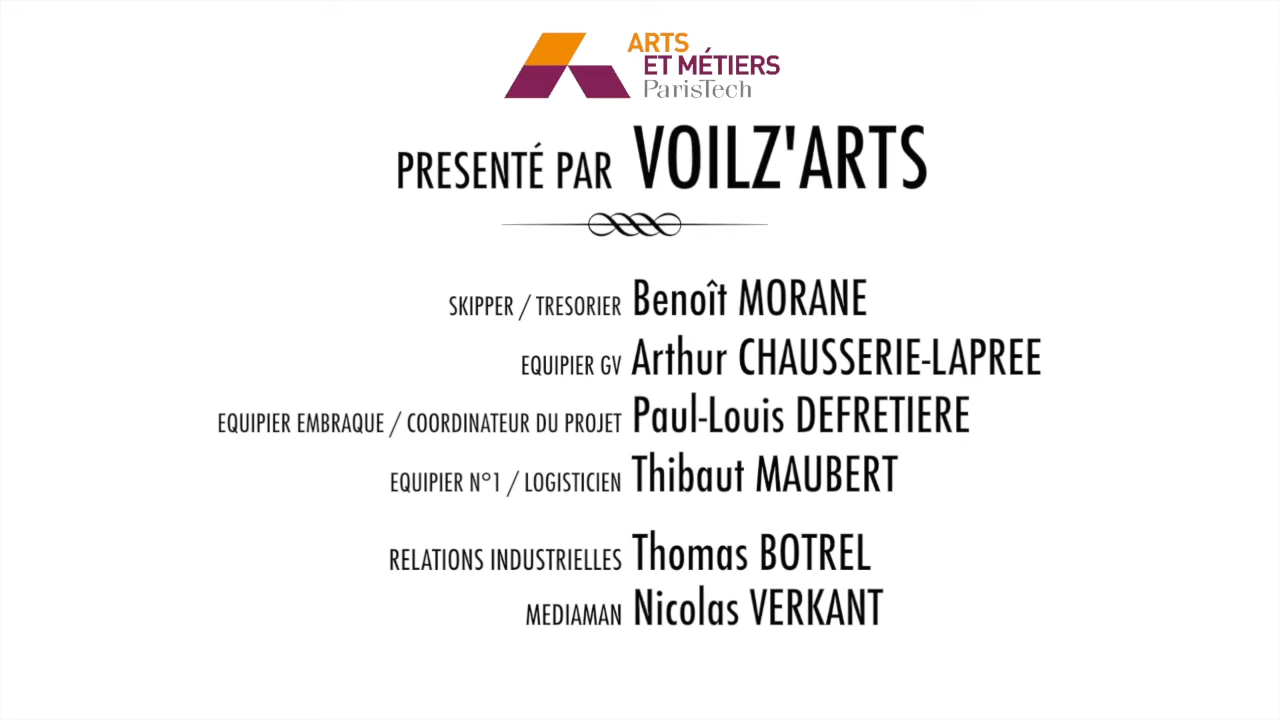 ARTS
ET MÉTIERS
ParisTech
PRESENTÉ PAR VOILZ'ARTS
SKIPPER / TRESORIER Benoît MORANE
EQUIPIER GV Arthur CHAUSSERIE-LAPREE
EQUIPIER EMBRAQUE / COORDINATEUR DU PROJET Paul-Louis DEFRETIERE
EQUIPIER N°1 / LOGISTICIEN Thibaut MAUBERT
RELATIONS INDUSTRIELLES Thomas BOTREL
MEDIAMAN Nicolas VERKANT